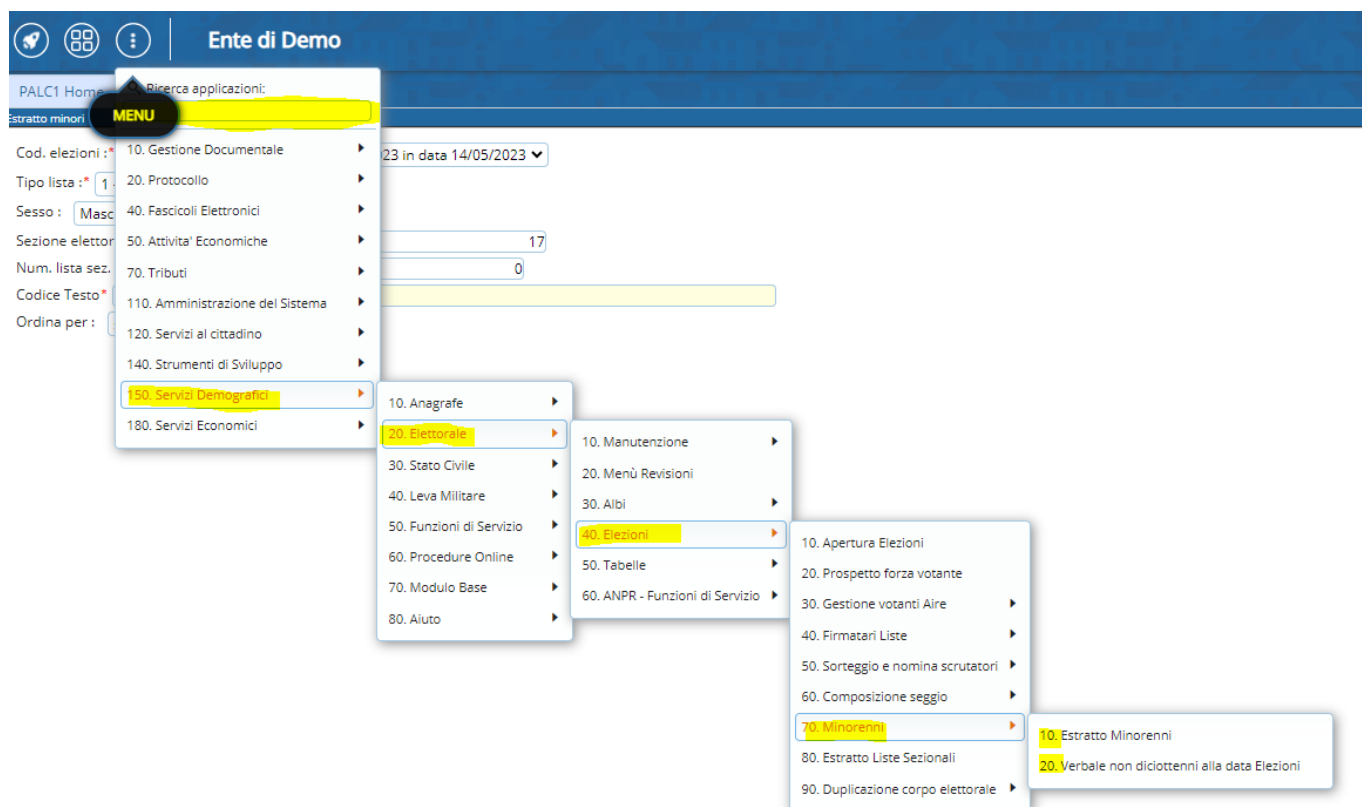 Ente di Demo
PALC1 Home
Ricerca applicazioni:
Estratto minori
MENU
Cod. elezioni :*
23 in data 14/05/2023
Tipo lista :* 1
Sesso : Masc
Sezione elettor
17
Num. lista sez.
0
Codice Testo*
Ordina per :
10. Gestione Documentale
20. Protocollo
40. Fascicoli Elettronici
50. Attivita' Economiche
70. Tributi
110. Amministrazione del Sistema
120. Servizi al cittadino
140. Strumenti di Sviluppo
150. Servizi Demografici
180. Servizi Economici
10. Anagrafe
20. Elettorale
30. Stato Civile
40. Leva Militare
50. Funzioni di Servizio
60. Procedure Online
70. Modulo Base
80. Aiuto
10. Manutenzione
20. Menù Revisioni
30. Albi
40. Elezioni
50. Tabelle
60. ANPR - Funzioni di Servizio
10. Apertura Elezioni
20. Prospetto forza votante
30. Gestione votanti Aire
40. Firmatari Liste
50. Sorteggio e nomina scrutatori
60. Composizione seggio
70. Minorenni
80. Estratto Liste Sezionali
90. Duplicazione corpo elettorale
10. Estratto Minorenni
20. Verbale non diciottenni alla data Elezioni